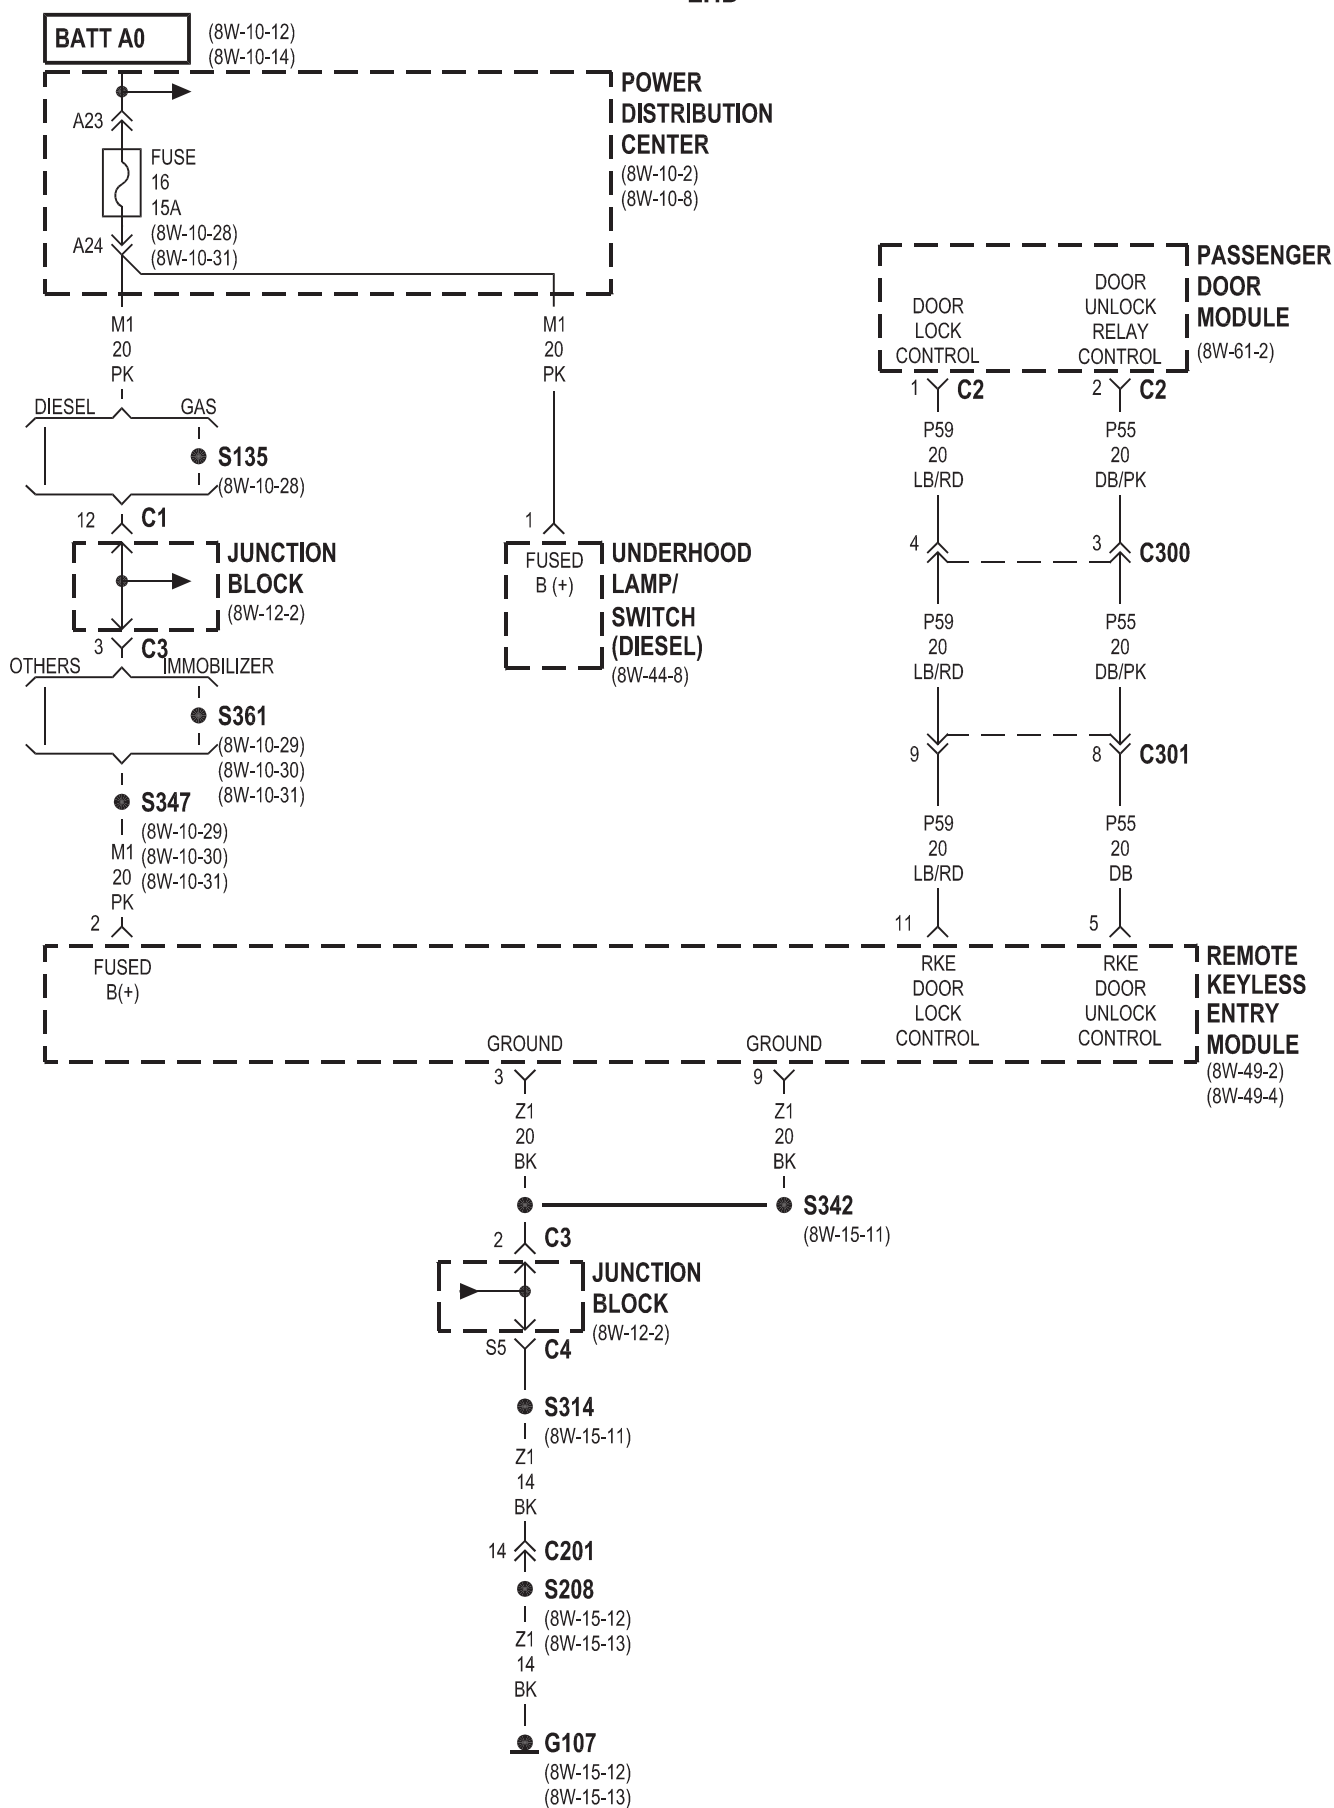 BATT A0
(8W-10-12)
(8W-10-14)
POWER
DISTRIBUTION
CENTER
(8W-10-2)
(8W-10-8)
A23
FUSE
16
15A
(8W-10-28)
(8W-10-31)
A24
M1
20
PK
M1
20
PK
DIESEL
GAS
S135
(8W-10-28)
12
C1
JUNCTION
BLOCK
(8W-12-2)
3
C3
1
FUSED
B (+)
UNDERHOOD
LAMP/
SWITCH
(DIESEL)
(8W-44-8)
OTHERS
IMMOBILIZER
S361
(8W-10-29)
(8W-10-30)
(8W-10-31)
S347
(8W-10-29)
(8W-10-30)
(8W-10-31)
M1
20
PK
2
PASSENGER
DOOR
MODULE
(8W-61-2)
DOOR
LOCK
CONTROL
DOOR
UNLOCK
RELAY
CONTROL
1
C2
2
C2
P59
20
LB/RD
P55
20
DB/PK
4
3
C300
P59
20
LB/RD
P55
20
DB/PK
9
8
C301
P59
20
LB/RD
P55
20
DB
11
5
FUSED
B(+)
RKE
DOOR
LOCK
CONTROL
RKE
DOOR
UNLOCK
CONTROL
REMOTE
KEYLESS
ENTRY
MODULE
(8W-49-2)
(8W-49-4)
GROUND
GROUND
3
9
Z1
20
BK
Z1
20
BK
S342
(8W-15-11)
2
C3
JUNCTION
BLOCK
(8W-12-2)
S5
C4
S314
(8W-15-11)
Z1
14
BK
14
C201
S208
(8W-15-12)
(8W-15-13)
Z1
14
BK
G107
(8W-15-12)
(8W-15-13)